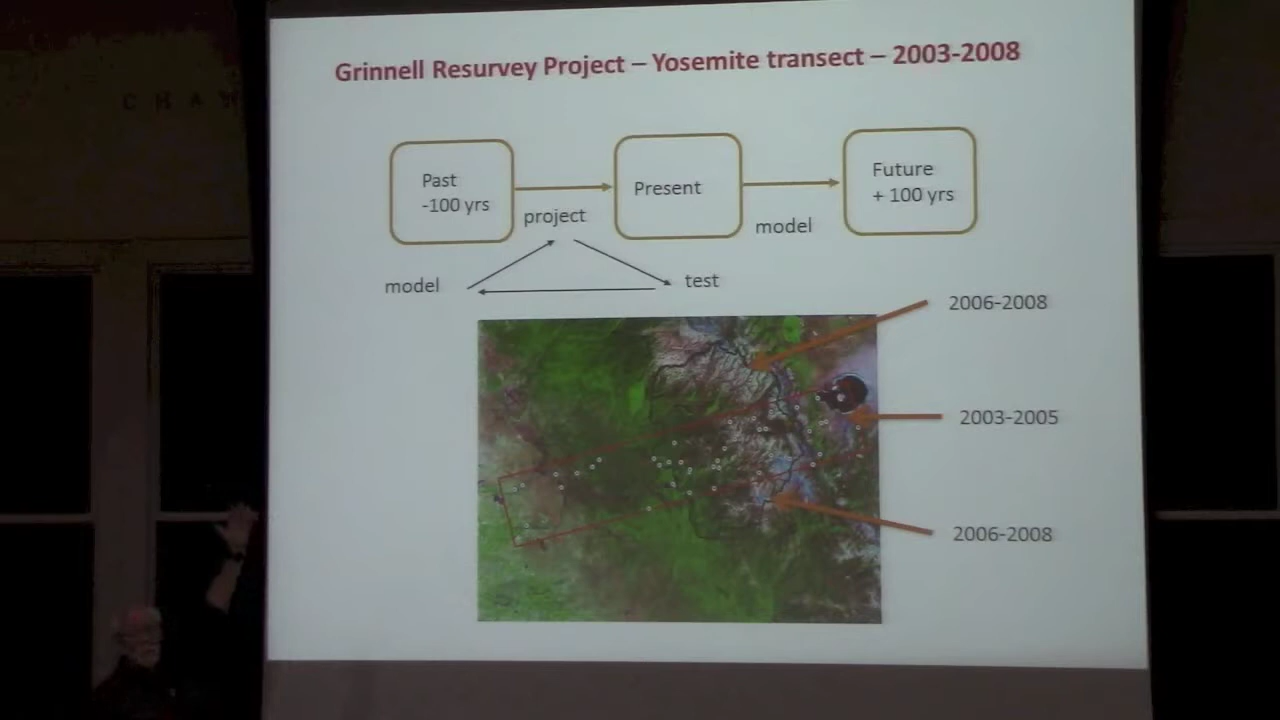 Grinnell Resurvey Project – Yosemite transect – 2003-2008
Past
-100 yrs
project
Present
model
Future
+ 100 yrs
model
test
2006-2008
2003-2005
2006-2008